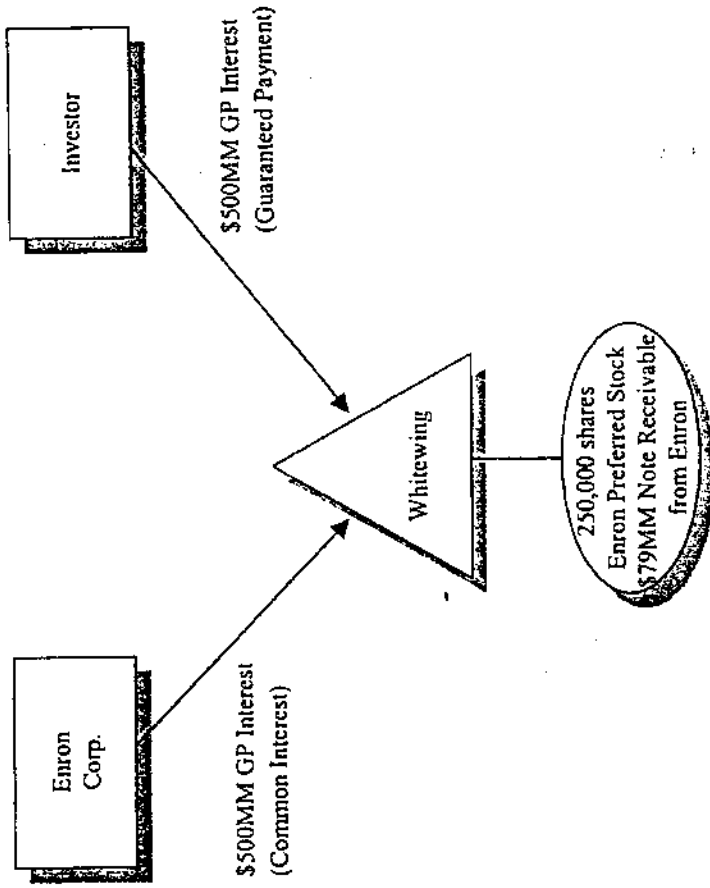 Enron
Corp.
Investor
$500MM GP Interest
(Common Interest)
$500MM GP Interest
(Guaranteed Payment)
Whitewing
250,000 shares
Enron Preferred Stock
$79MM Note Receivable
from Enron